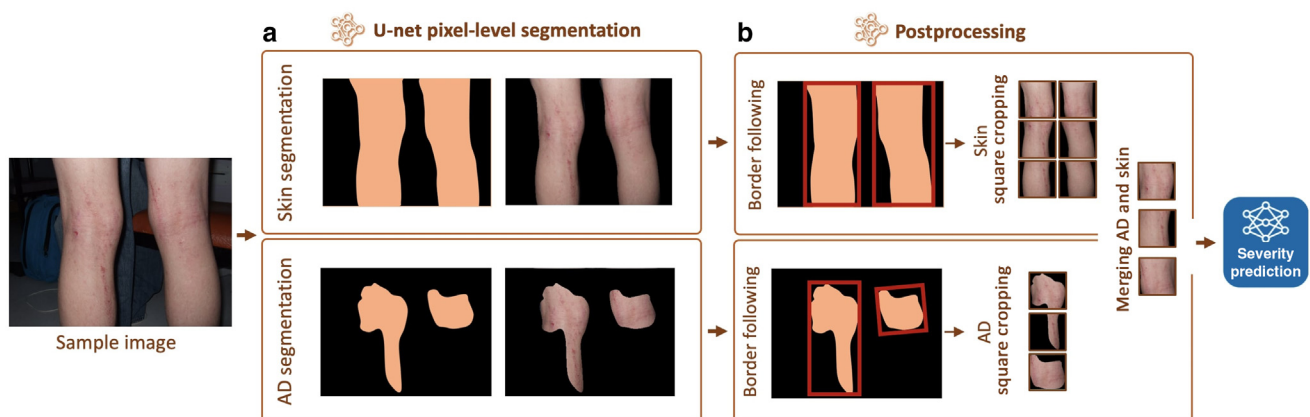 a
U-net pixel-level segmentation
b
Postprocessing
Sample image
Skin segmentation
AD segmentation
Border following
Skin
square cropping
Border following
AD
square cropping
Merging AD and skin
Severity
prediction